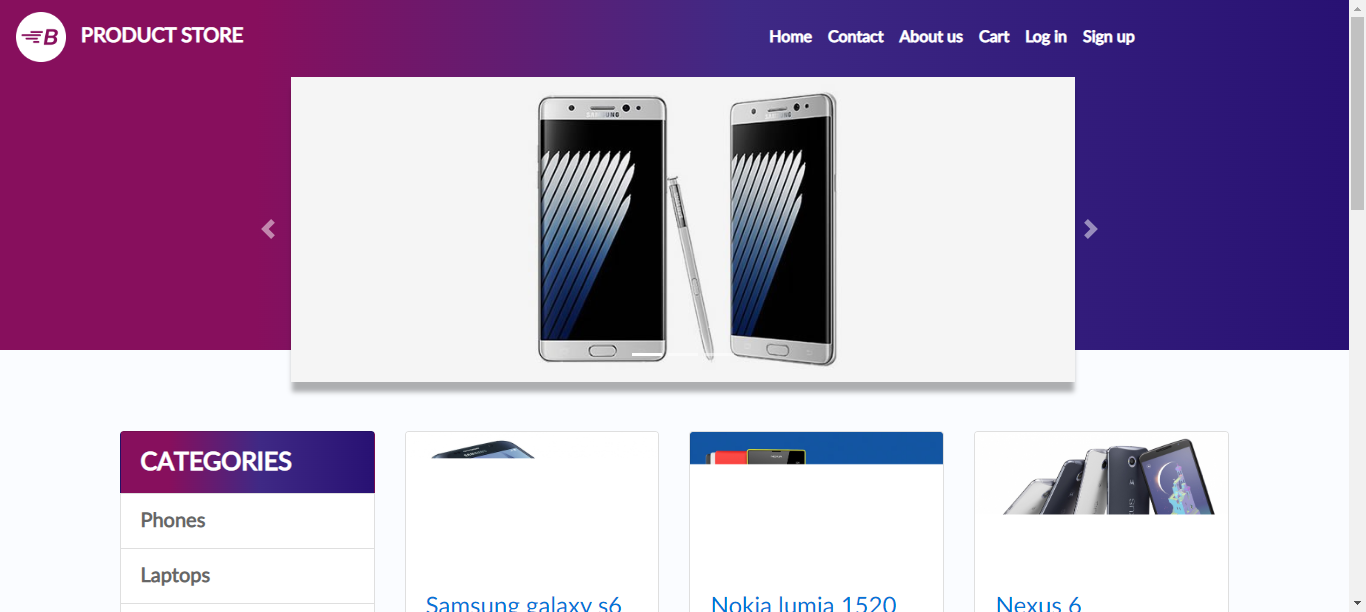 B
PRODUCT STORE
Home Contact About us Cart Log in Sign up
SAMSUNG
SAMSUNG
CATEGORIES
Phones
Laptops
Samsung galaxy s6
Nokia lumia 1520
Nexus 6